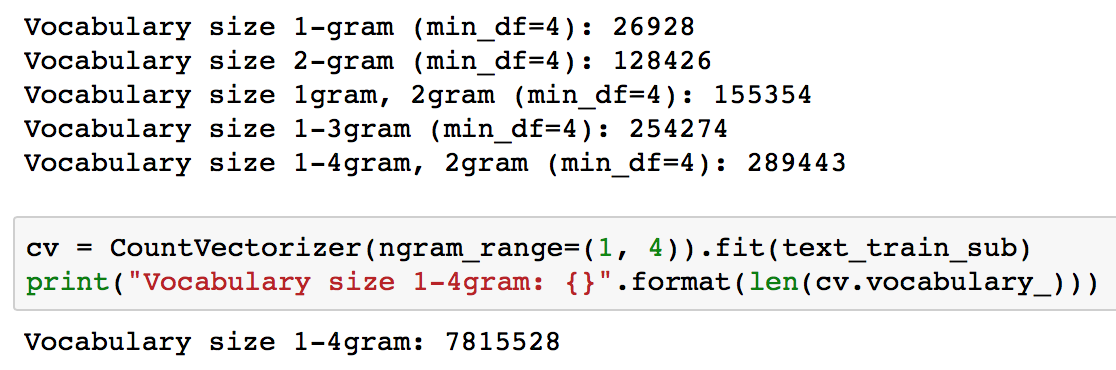 Vocabulary size 1-gram (min_df=4): 26928
Vocabulary size 2-gram (min_df=4): 128426
Vocabulary size 1gram, 2gram (min_df=4): 155354
Vocabulary size 1-3gram (min_df=4): 254274
Vocabulary size 1-4gram, 2gram (min_df=4): 289443
cv = CountVectorizer(ngram_range=(1, 4)).fit(text_train_sub)
print("Vocabulary size 1-4gram: {}".format(len(cv.vocabulary_)))
Vocabulary size 1-4gram: 7815528